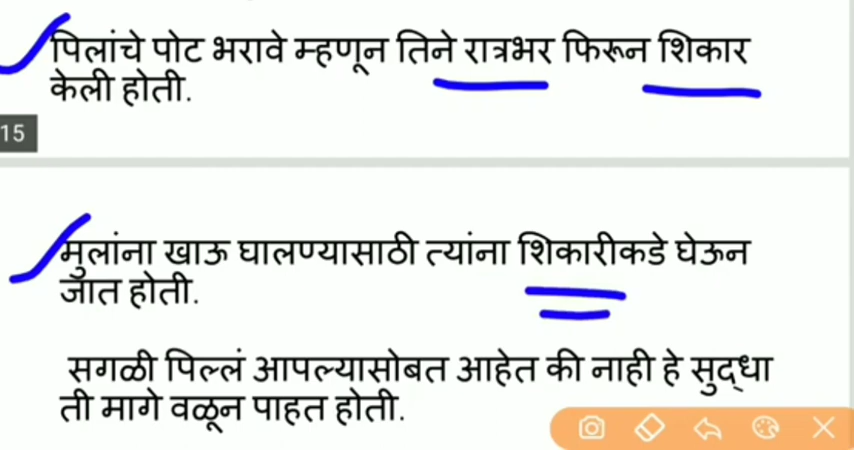 पिलांचे पोट भरावे म्हणून तिने रात्रभर फिरून शिकार
केली होती.
15
मुलांना खाऊ घालण्यासाठी त्यांना शिकारीकडे घेऊन
जात होती.
सगळी पिल्लं आपल्यासोबत आहेत की नाही हे सुद्धा
ती मागे वळून पाहत होती.